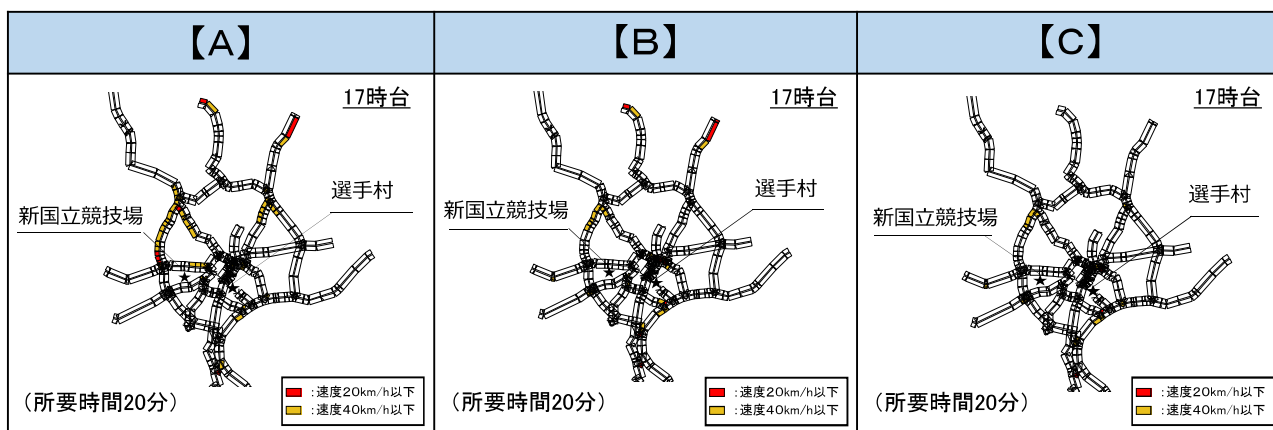 【A】
17時台
選手村
新国立競技場
(所要時間20分)
:速度20km/h以下
:速度40km/h以下
【B】
17時台
選手村
新国立競技場
(所要時間20分)
:速度20km/h以下
:速度40km/h以下
【C】
17時台
選手村
新国立競技場
(所要時間20分)
:速度20km/h以下
:速度40km/h以下